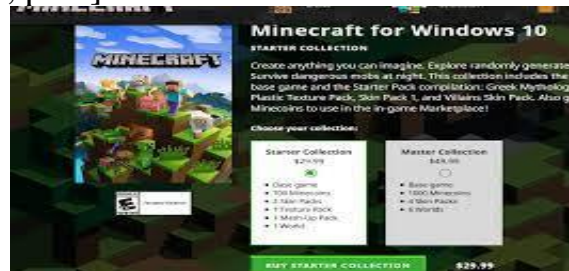 MINECRAFT
Minecraft for Windows 10
STARTER COLLECTION
Create anything you can imagine. Explore randomly generate
Survive dangerous mobs at night. This collection includes the
base game and the Starter Pack compilation: Greek Mytholog
Plastic Texture Pack, Skin Pack 1, and Villains Skin Pack. Also g
Minecoins to use in the in-game Marketplace!
Choose your collection:
Starter Collection
$29.99
• Base game
• 700 Minecoins
• 2 Skin Packs
• 1 Texture Pack
• 1 Mash-Up Pack
• 1 World
Master Collection
$49.99
• Base game
• 1000 Minecoins
• 4 Skin Packs
• 6 Worlds
E
BUY STARTER COLLECTION
$29.99